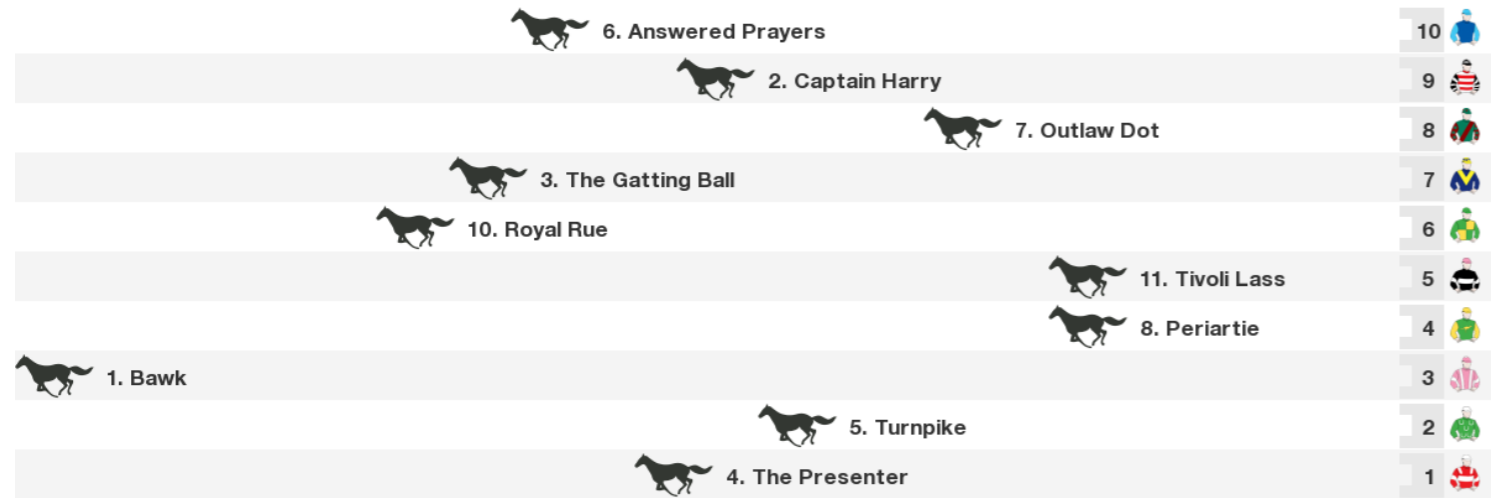 6. Answered Prayers 10
2. Captain Harry 9
7. Outlaw Dot 8
3. The Gatting Ball 7
10. Royal Rue 6
11. Tivoli Lass 5
8. Periartie 4
1. Bawk 3
5. Turnpike 2
4. The Presenter 1